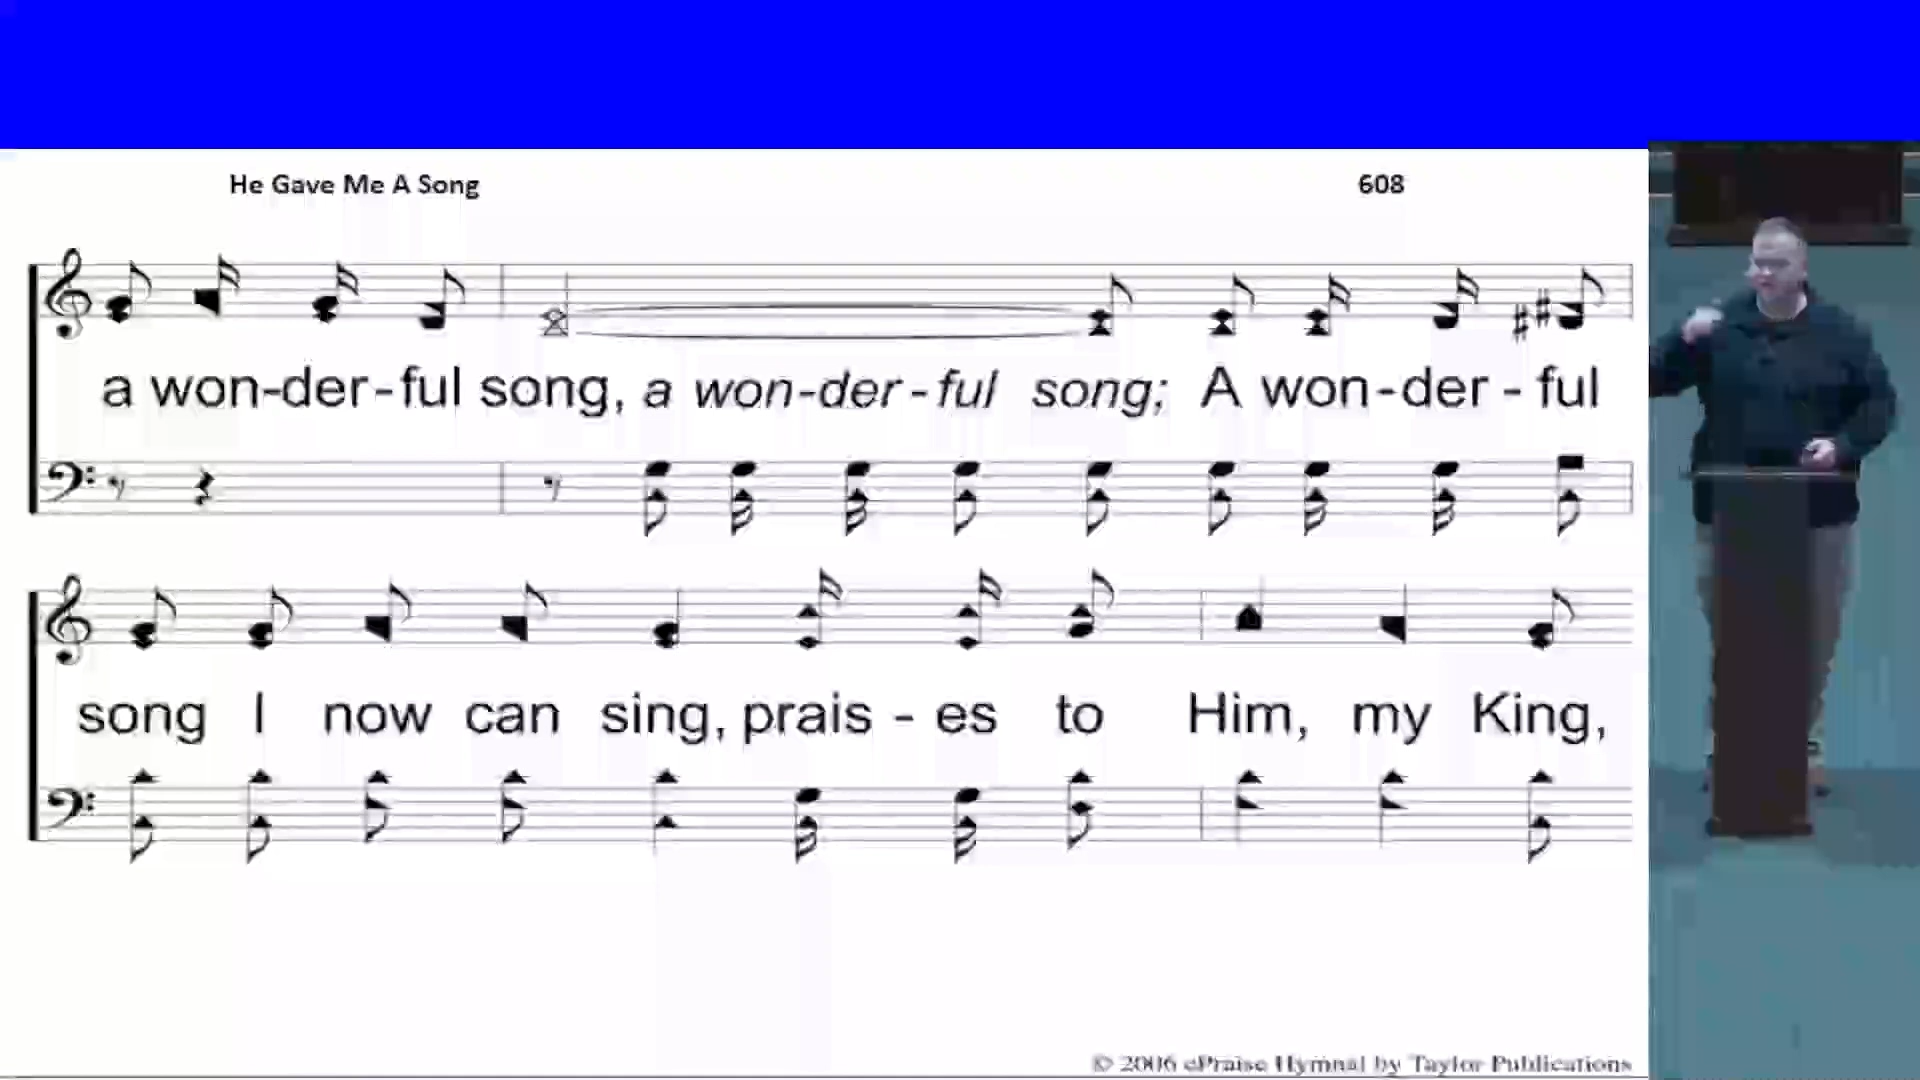 He Gave Me A Song 608
a won-der-ful song, a won-der-ful song; A won-der-ful
song I now can sing, prais-es to Him, my King,
© 2006 ePraise Hymnal by Taylor Publications